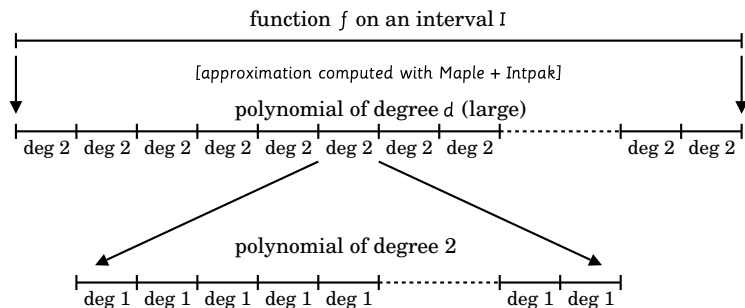 function f on an interval I
[approximation computed with Maple + Intpak]
polynomial of degree d (large)
deg 2 deg 2 deg 2 deg 2 deg 2 deg 2 deg 2 deg 2 deg 2 deg 2
polynomial of degree 2
deg 1 deg 1 deg 1 deg 1 deg 1 deg 1 deg 1